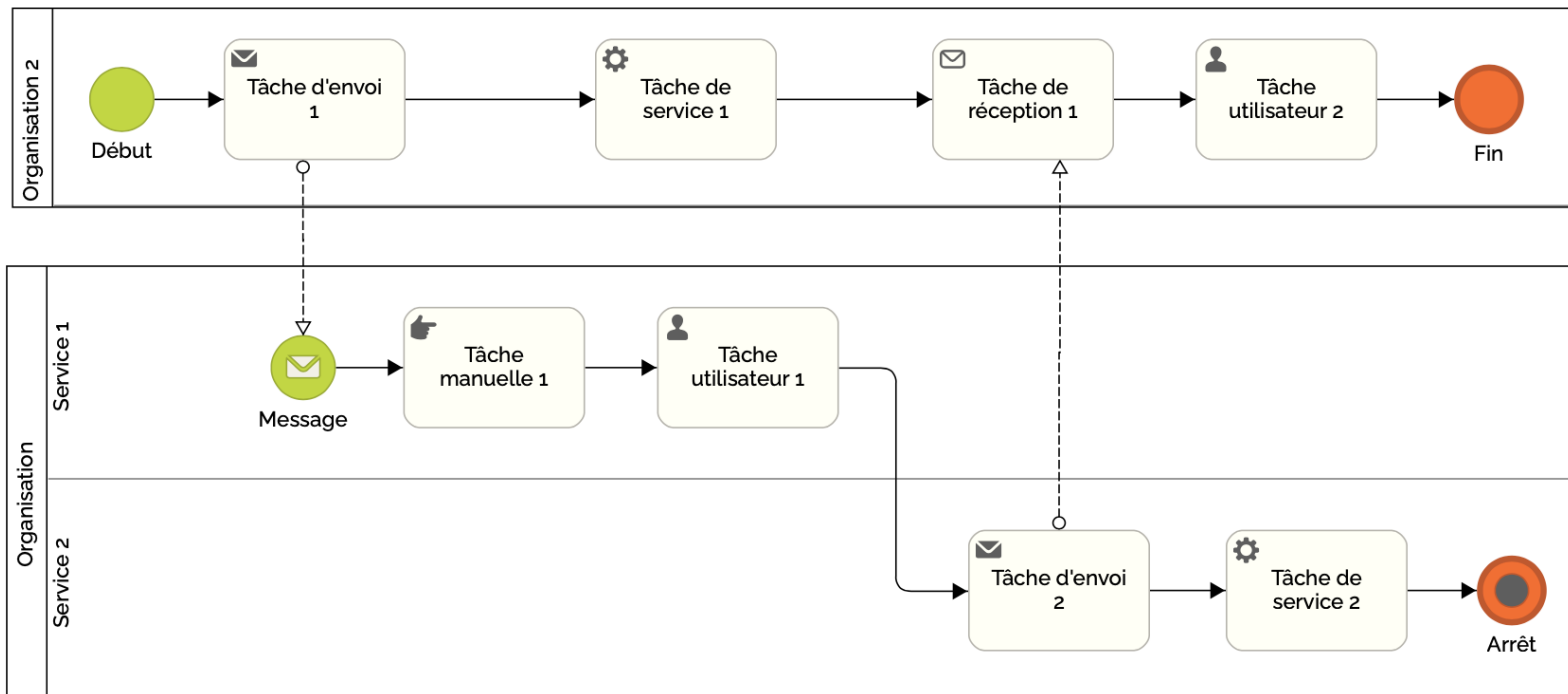 Organisation 2
Début
Tâche d'envoi
1
Tâche de
service 1
Tâche de
réception 1
Tâche
utilisateur 2
Fin
Organisation
Service 1
Message
Tâche
manuelle 1
Tâche
utilisateur 1
Service 2
Tâche d'envoi
2
Tâche de
service 2
Arrêt